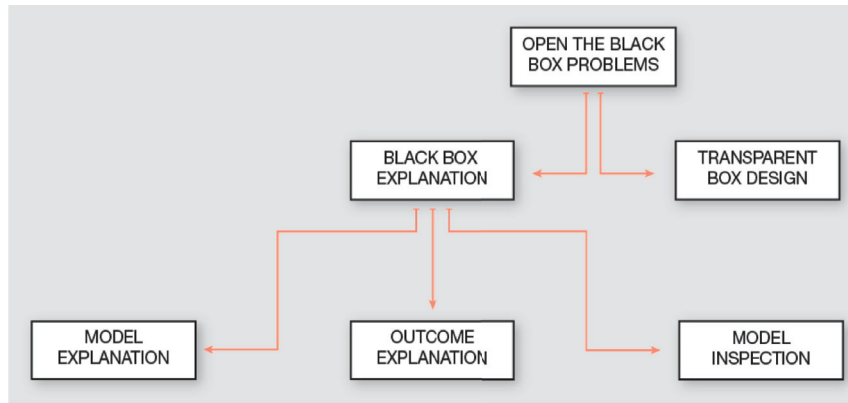 OPEN THE BLACK
BOX PROBLEMS
BLACK BOX
EXPLANATION
TRANSPARENT
BOX DESIGN
MODEL
EXPLANATION
OUTCOME
EXPLANATION
MODEL
INSPECTION